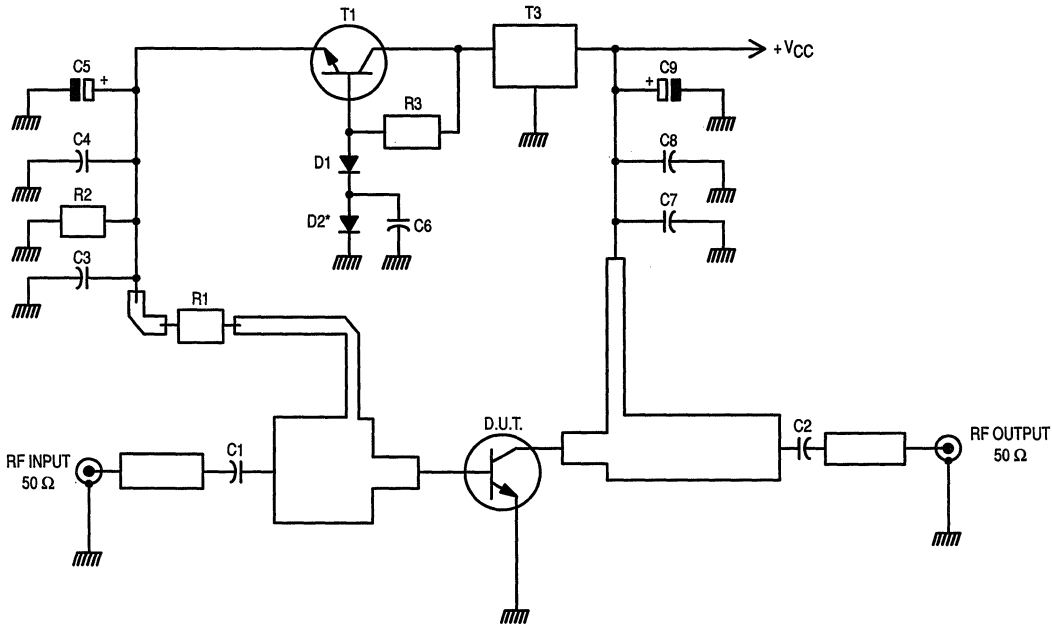 T1
T3
+ VCC
C5
+
R3
+
C9
C4
D1
C8
R2
D2*
C6
C7
C3
R1
D.U.T.
C2
RF OUTPUT
50 Ω
RF INPUT
50 Ω
C1